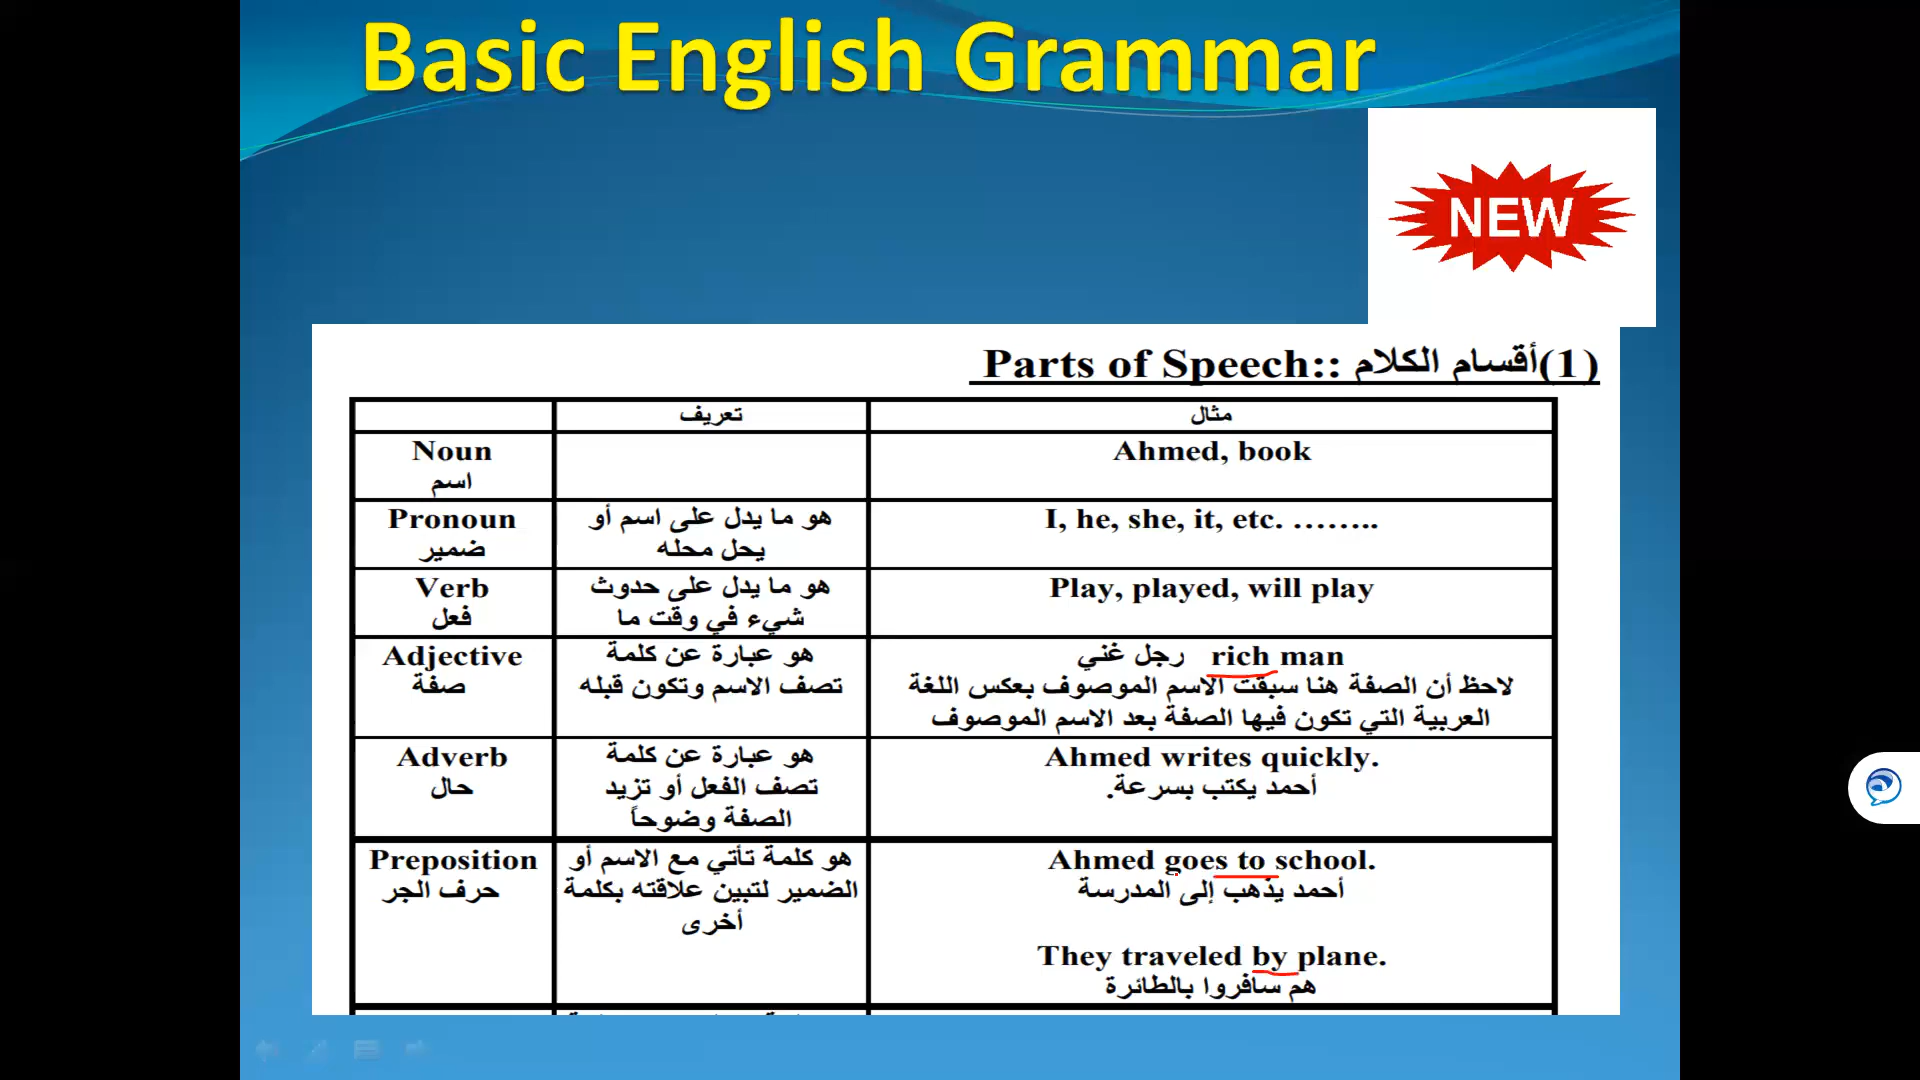 Basic English Grammar
NEW
(1)أقسام الكلام Parts of Speech::
تعريف
مثال
Noun
اسم
Ahmed, book
Pronoun
ضمير
هو ما يدل على اسم أو
يحل محله
I, he, she, it, etc. ……..
Verb
فعل
هو ما يدل على حدوث
شيء في وقت ما
Play, played, will play
Adjective
صفة
هو عبارة عن كلمة
تصف الاسم وتكون قبله
rich man رجل غني
لاحظ أن الصفة هنا سبقت الاسم الموصوف بعكس اللغة
العربية التي تكون فيها الصفة بعد الاسم الموصوف
Adverb
حال
هو عبارة عن كلمة
تصف الفعل أو تزيد
الصفة وضوحاً
Ahmed writes quickly.
أحمد يكتب بسرعة.
Preposition
حرف الجر
هو كلمة تأتي مع الاسم أو
الضمير لتبين علاقته بكلمة
أخرى
Ahmed goes to school.
أحمد يذهب إلى المدرسة
They traveled by plane.
هم سافروا بالطائرة